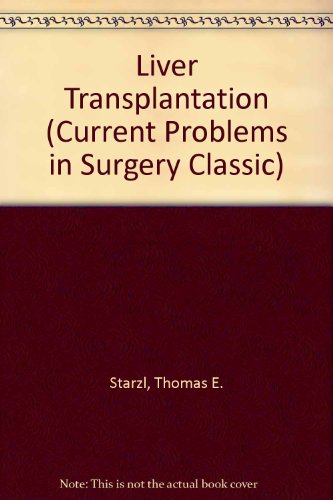 Liver
Transplantation
(Current Problems
in Surgery Classic)
Starzl, Thomas E.
Note: This is not the actual book cover